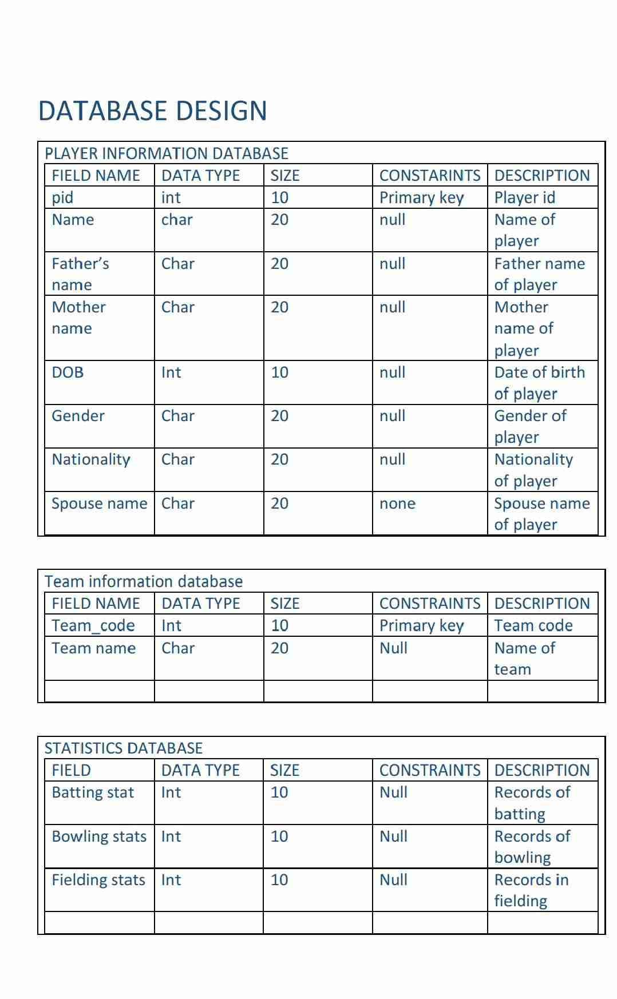 DATABASE DESIGN
PLAYER INFORMATION DATABASE
FIELD NAME DATA TYPE SIZE CONSTARINTS DESCRIPTION
pid int 10 Primary key Player id
Name char 20 null Name of
player
Father’s Char 20 null Father name
name of player
Mother Char 20 null Mother
name name of
player
DOB Int 10 null Date of birth
of player
Gender Char 20 null Gender of
player
Nationality Char 20 null Nationality
of player
Spouse name Char 20 none Spouse name
of player
Team information database
FIELD NAME DATA TYPE SIZE CONSTRAINTS DESCRIPTION
Team_code Int 10 Primary key Team code
Team name Char 20 Null Name of
team
STATISTICS DATABASE
FIELD DATA TYPE SIZE CONSTRAINTS DESCRIPTION
Batting stat Int 10 Null Records of
batting
Bowling stats Int 10 Null Records of
bowling
Fielding stats Int 10 Null Records in
fielding